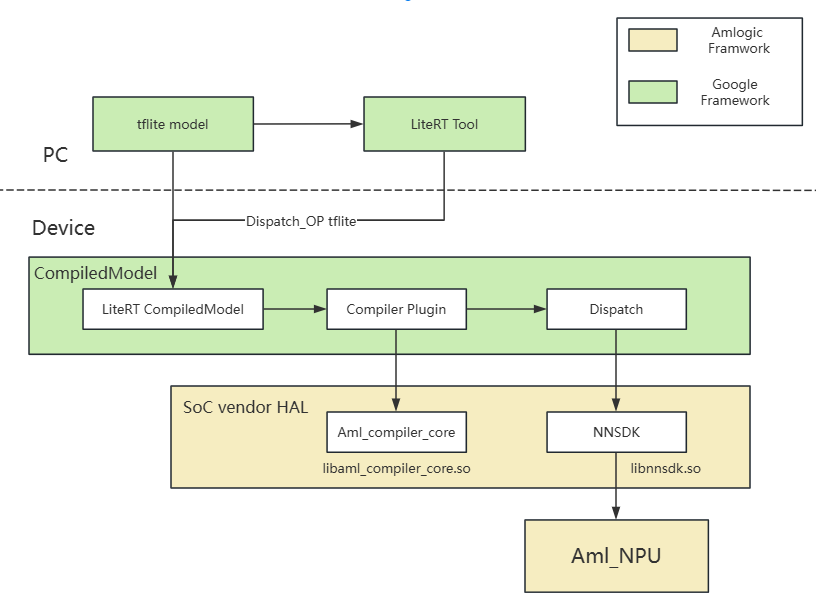 Amlogic
Framwork
Google
Framework
tflite model
LiteRT Tool
PC
Dispatch_OP tflite
Device
CompiledModel
LiteRT CompiledModel
Compiler Plugin
Dispatch
SoC vendor HAL
Aml_compiler_core
NNSDK
libaml_compiler_core.so
libnnsdk.so
Aml_NPU